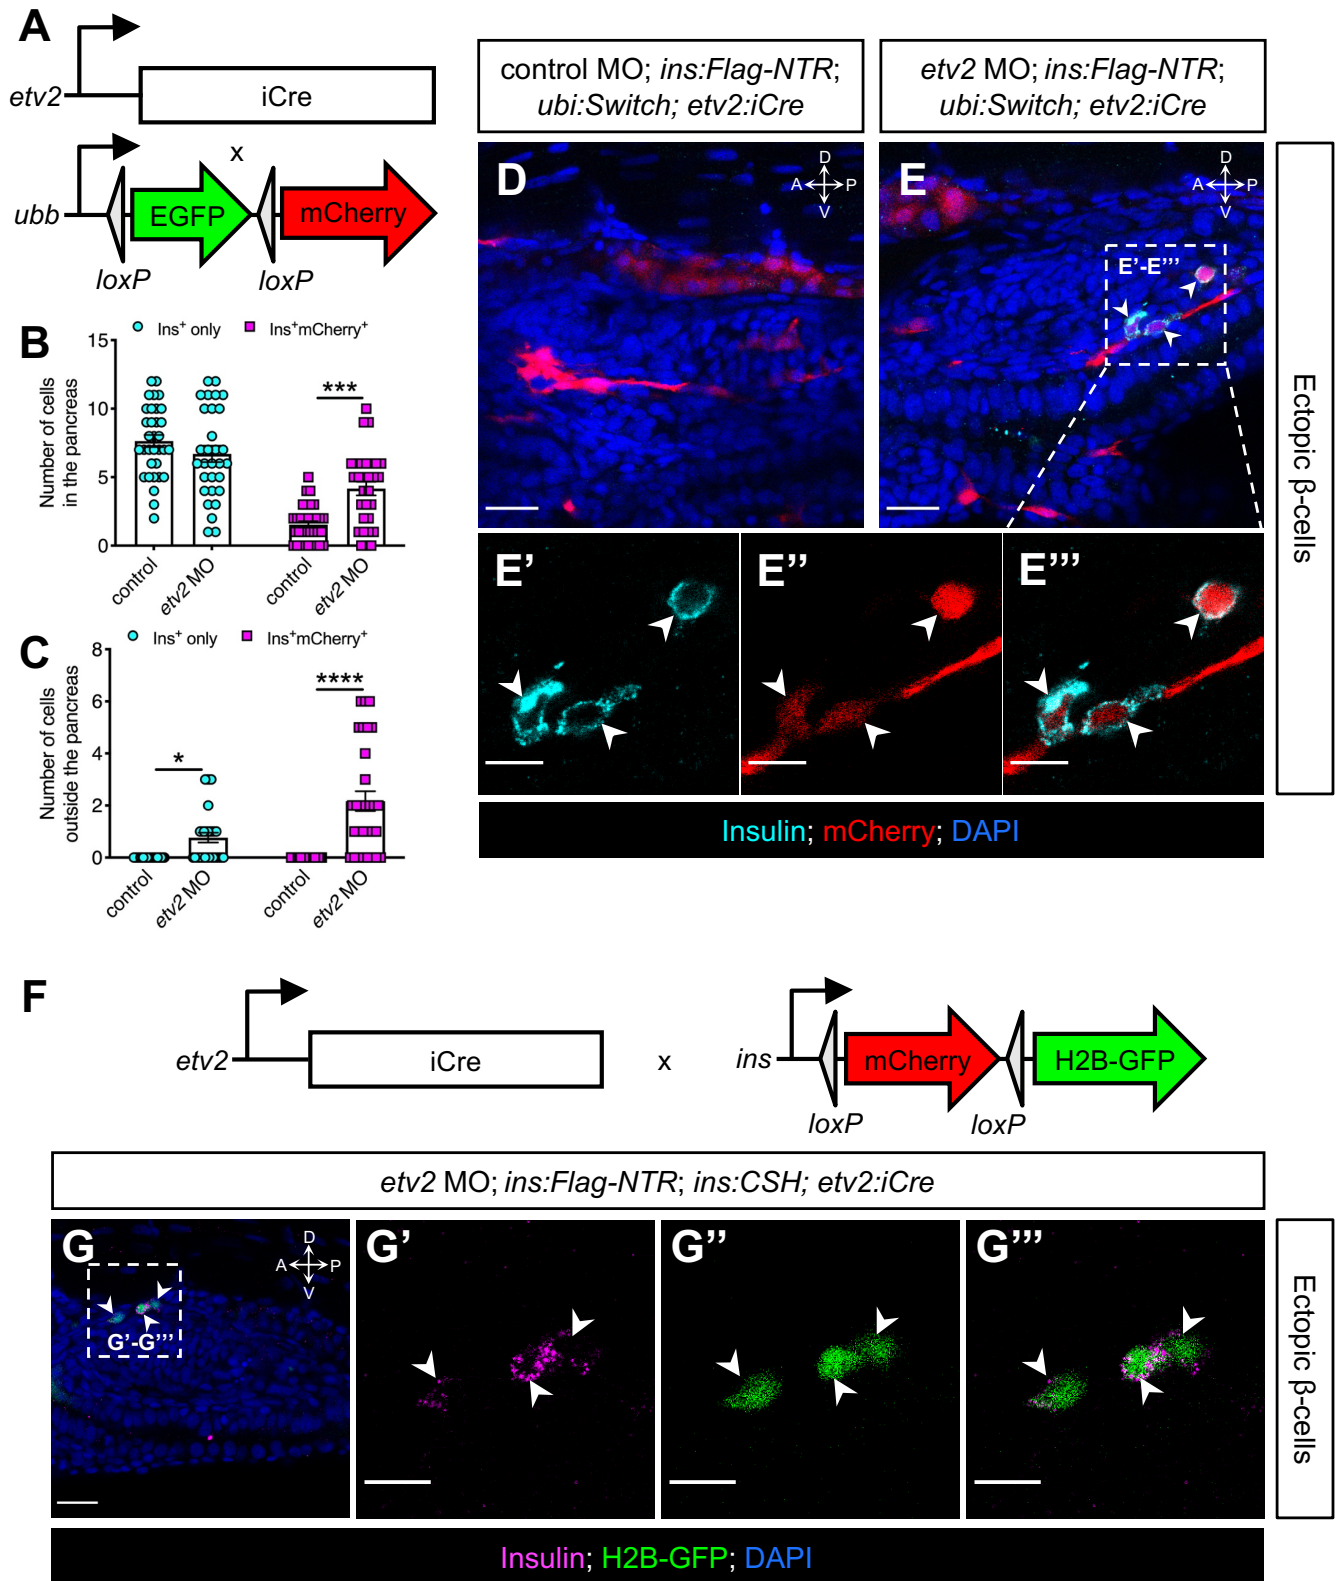 A
etv2
iCre
x
ubb
EGFP
mCherry
loxP
loxP
B
Ins+ only
Ins+mCherry+
Number of cells
in the pancreas
15
10
5
0
***
control
etv2 MO
control
etv2 MO
C
Ins+ only
Ins+mCherry+
Number of cells
outside the pancreas
8
6
4
2
0
*
****
control
etv2 MO
control
etv2 MO
control MO; ins:Flag-NTR;
ubi:Switch; etv2:iCre
etv2 MO; ins:Flag-NTR;
ubi:Switch; etv2:iCre
D
D
A P
V
E
D
A P
V
E’-E’’’
E’
E’’
E’’’
Insulin; mCherry; DAPI
Ectopic β-cells
F
etv2
iCre
x
ins
mCherry
H2B-GFP
loxP
loxP
etv2 MO; ins:Flag-NTR; ins:CSH; etv2:iCre
G
D
A P
V
G’-G’’’
G’
G’’
G’’’
Insulin; H2B-GFP; DAPI
Ectopic β-cells